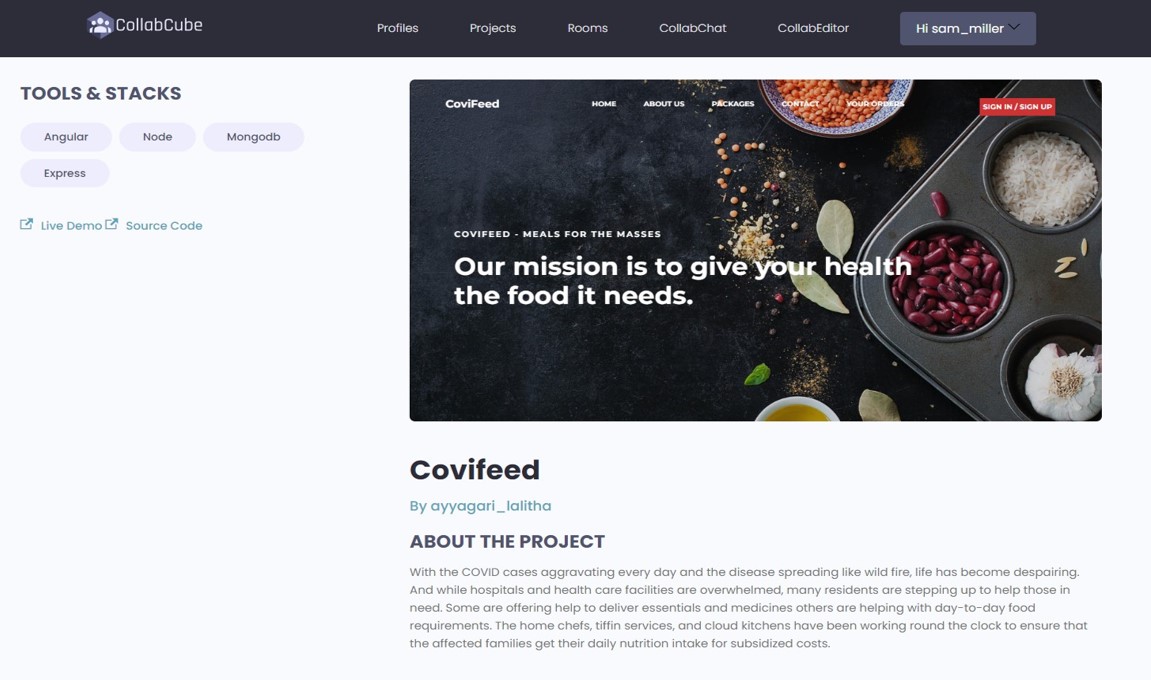 CollabCube
Profiles
Projects
Rooms
CollabChat
CollabEditor
Hi sam_miller
TOOLS & STACKS
Angular
Node
Mongodb
Express
Live Demo
Source Code
CoviFeed
HOME
ABOUT US
PACKAGES
CONTACT
YOUR ORDERS
SIGN IN / SIGN UP
COVIFEED - MEALS FOR THE MASSES
Our mission is to give your health
the food it needs.
Covifeed
By ayyagari_lalitha
ABOUT THE PROJECT
With the COVID cases aggravating every day and the disease spreading like wild fire, life has become despairing.
And while hospitals and health care facilities are overwhelmed, many residents are stepping up to help those in
need. Some are offering help to deliver essentials and medicines others are helping with day-to-day food
requirements. The home chefs, tiffin services, and cloud kitchens have been working round the clock to ensure that
the affected families get their daily nutrition intake for subsidized costs.